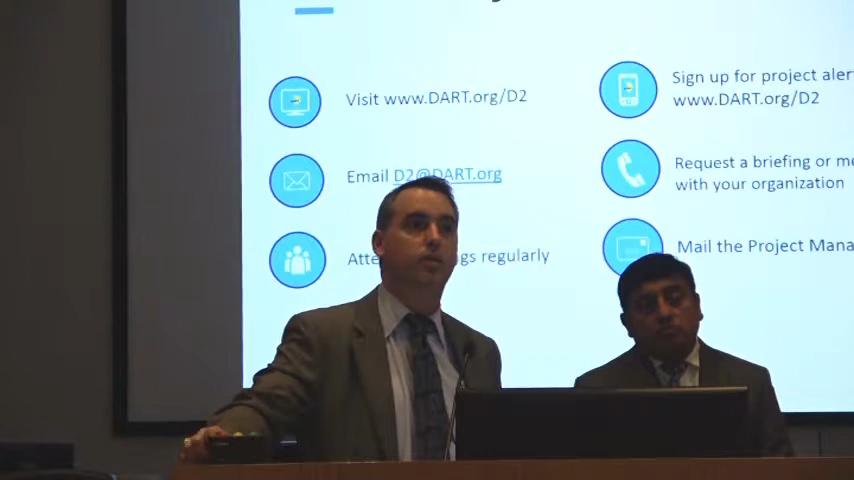 Visit www.DART.org/D2
Email D2@DART.org
Atte gs regularly
Sign up for project aler
www.DART.org/D2
Request a briefing or me
with your organization
Mail the Project Mana